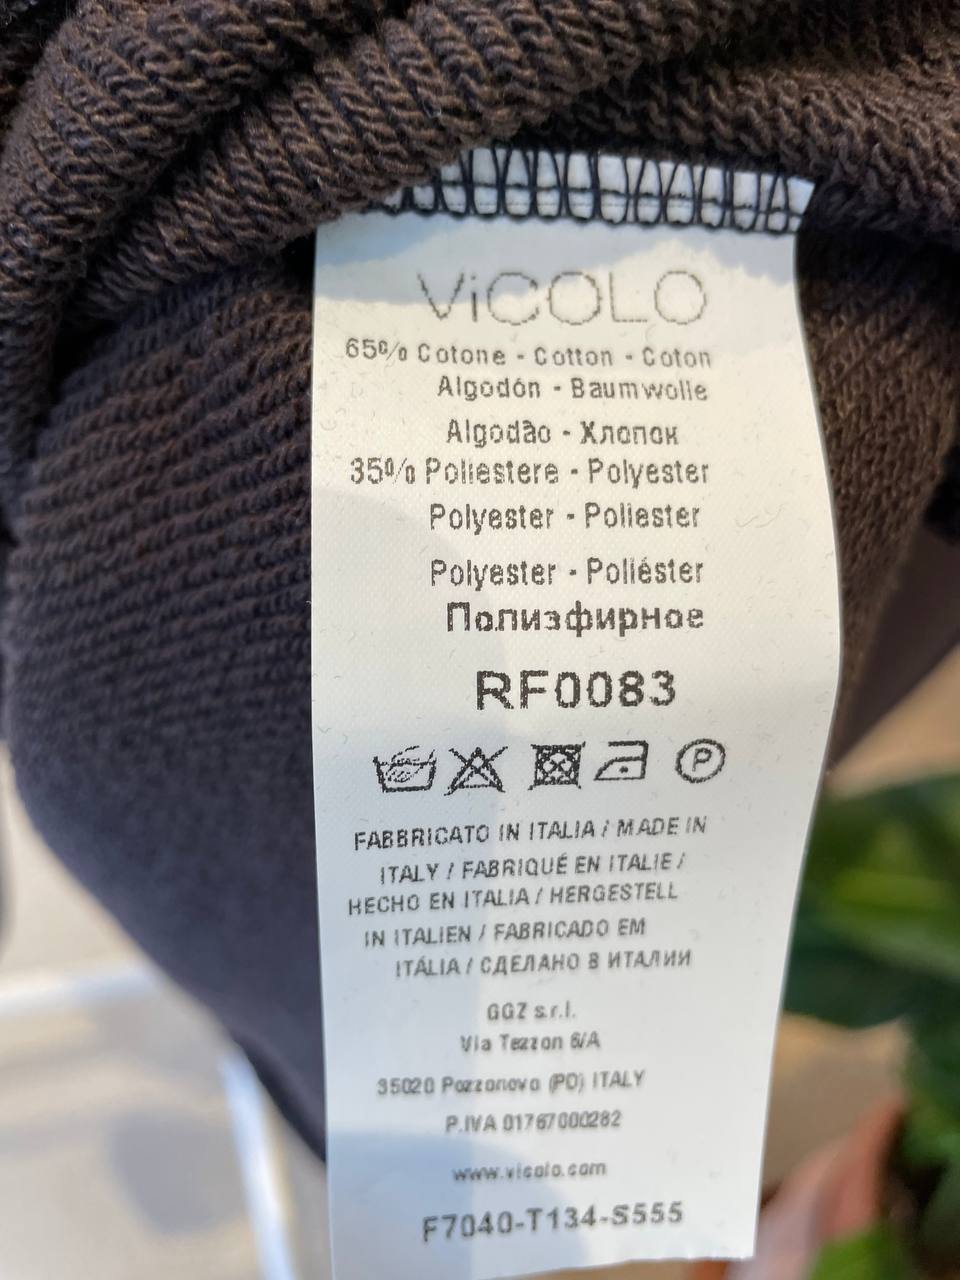 ViCOLO
65% Cotone - Cotton - Coton
Algodón - Baumwolle
Algodão - Хлопок
35% Poliestere - Polyester
Polyester - Poliester
Polyester - Poliéster
Полиэфирное
RF0083
P
FABBRICATO IN ITALIA / MADE IN
ITALY / FABRIQUÉ EN ITALIE /
HECHO EN ITALIA / HERGESTELL
IN ITALIEN / FABRICADO EM
ITÁLIA / СДЕЛАНО В ИТАЛИИ
GGZ s.r.l.
Via Tezzon 6/A
35020 Pozzonovo (PD) ITALY
P.IVA 01767000282
www.vicolo.com
F7040-T134-S555